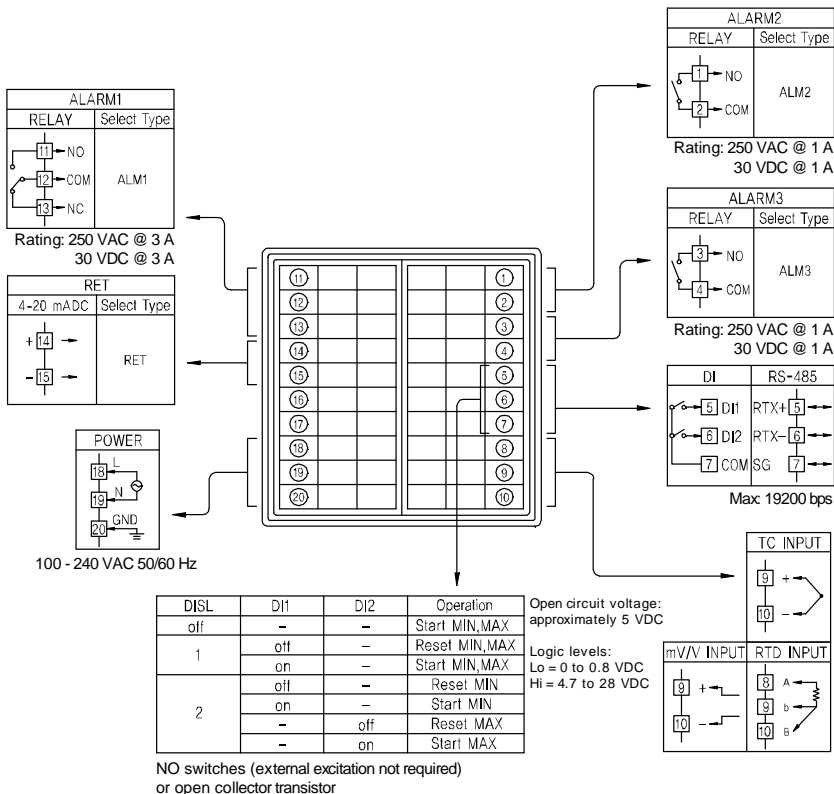 ALARM2
RELAY Select Type
1 NO
2 COM
ALM2
Rating: 250 VAC @ 1 A
30 VDC @ 1 A
ALARM1
RELAY Select Type
11 NO
12 COM
13 NC
ALM1
Rating: 250 VAC @ 3 A
30 VDC @ 3 A
ALARM3
RELAY Select Type
3 NO
4 COM
ALM3
Rating: 250 VAC @ 1 A
30 VDC @ 1 A
RET
4-20 mADC Select Type
+ 14
- 15
RET
11 1
12 2
13 3
14 4
15 5
16 6
17 7
18 8
19 9
20 10
DI RS-485
5 DI1 RTX+ 5
6 DI2 RTX- 6
7 COM SG 7
Max: 19200 bps
POWER
18 L
19 N
20 GND
100 - 240 VAC 50/60 Hz
TC INPUT
9 +
10 -
mV/V INPUT RTD INPUT
9 + 8 A
9 b
10 - 10 B
DISL DI1 DI2 Operation
off - - Start MIN,MAX
1 off - Reset MIN,MAX
on - Start MIN,MAX
2 off - Reset MIN
on - Start MIN
- off Reset MAX
- on Start MAX
Open circuit voltage:
approximately 5 VDC
Logic levels:
Lo = 0 to 0.8 VDC
Hi = 4.7 to 28 VDC
NO switches (external excitation not required)
or open collector transistor